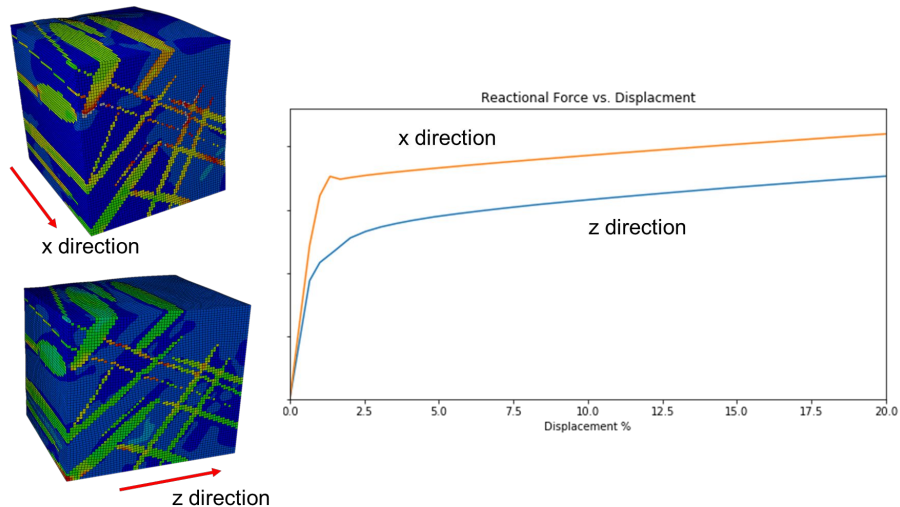 x direction
z direction
Reactional Force vs. Displacment
x direction
z direction
0.0 2.5 5.0 7.5 10.0 12.5 15.0 17.5 20.0
Displacement %